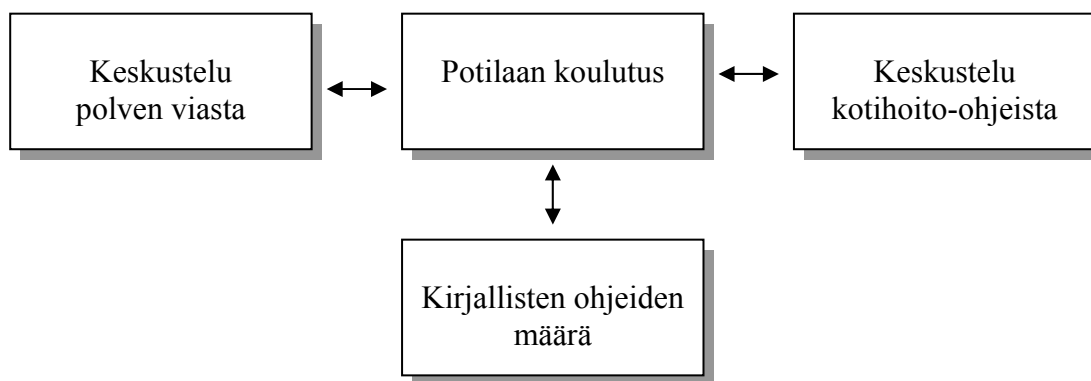 Keskustelu
polven viasta
Potilaan koulutus
Keskustelu
kotihoito-ohjeista
Kirjallisten ohjeiden
määrä